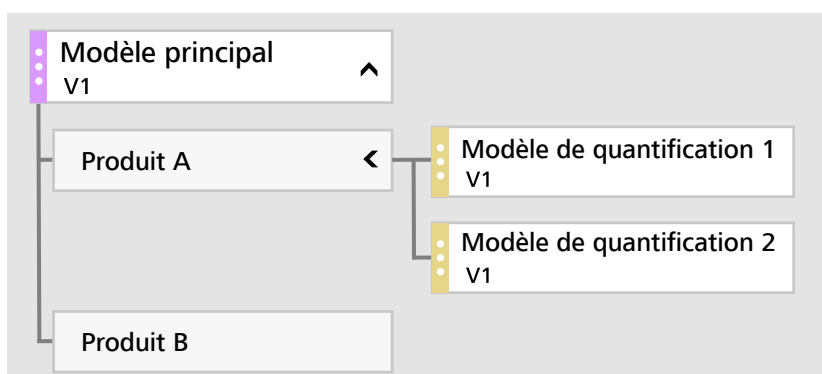 Modèle principal
V1
Produit A
Modèle de quantification 1
V1
Modèle de quantification 2
V1
Produit B